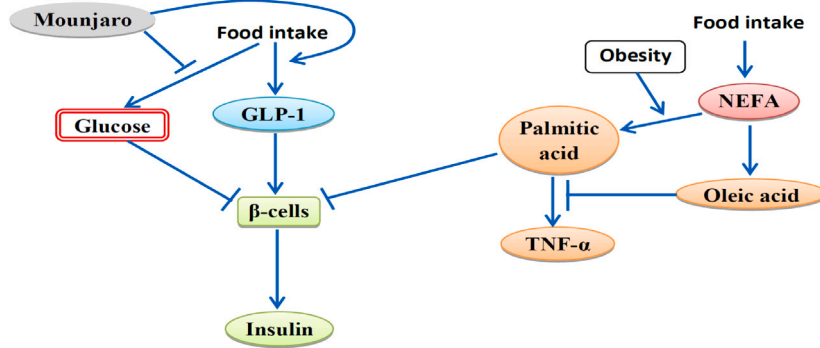 Mounjaro
Food intake
Food intake
Obesity
NEFA
Glucose
GLP-1
Palmitic
acid
β-cells
Oleic acid
TNF-α
Insulin